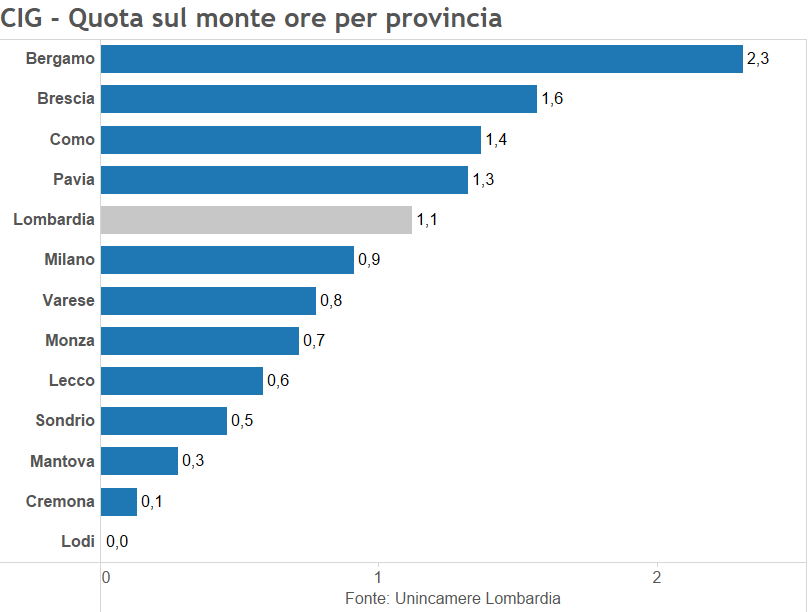 CIG - Quota sul monte ore per provincia
Bergamo 2,3
Brescia 1,6
Como 1,4
Pavia 1,3
Lombardia 1,1
Milano 0,9
Varese 0,8
Monza 0,7
Lecco 0,6
Sondrio 0,5
Mantova 0,3
Cremona 0,1
Lodi 0,0
0 1 2
Fonte: Unincamere Lombardia